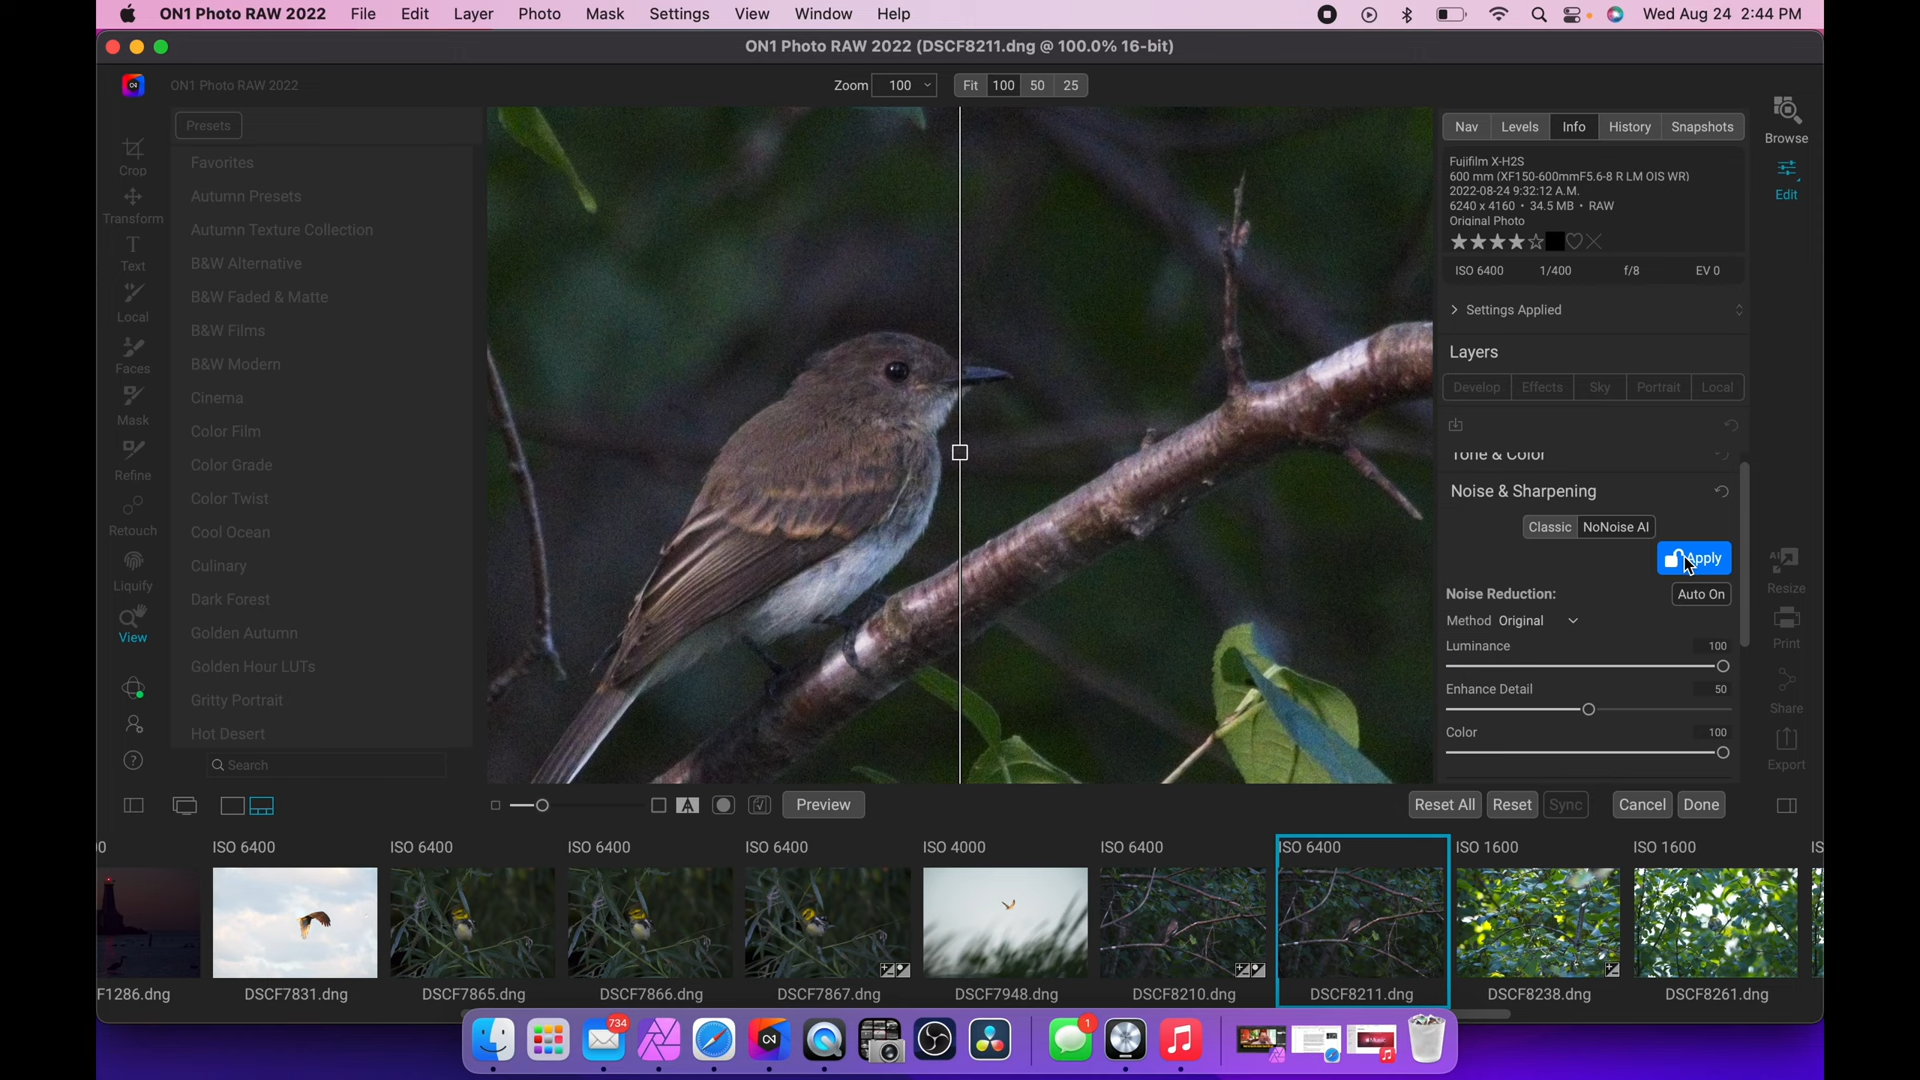 ON1 Photo RAW 2022 File Edit Layer Photo Mask Settings View Window Help Wed Aug 24 2:44 PM
ON1 Photo RAW 2022 (DSCF8211.dng @ 100.0% 16-bit)
ON1 Photo RAW 2022
Zoom 100 Fit 100 50 25
Presets
Favorites
Autumn Presets
Autumn Texture Collection
B&W Alternative
B&W Faded & Matte
B&W Films
B&W Modern
Cinema
Color Film
Color Grade
Color Twist
Cool Ocean
Culinary
Dark Forest
Golden Autumn
Golden Hour LUTs
Gritty Portrait
Hot Desert
Search
Crop
Transform
Text
Local
Faces
Mask
Refine
Retouch
Liquify
View
Nav Levels Info History Snapshots
Fujifilm X-H2S
600 mm (XF150-600mmF5.6-8 R LM OIS WR)
2022-08-24 9:32:12 A.M.
6240 x 4160 • 34.5 MB • RAW
Original Photo
ISO 6400 1/400 f/8 EV 0
Settings Applied
Layers
Develop Effects Sky Portrait Local
Tone & Color
Noise & Sharpening
Classic NoNoise AI
Apply
Noise Reduction: Auto On
Method Original
Luminance 100
Enhance Detail 50
Color 100
Browse
Edit
AI
Resize
Print
Share
Export
A Preview Reset All Reset Sync Cancel Done
ISO 6400 ISO 6400 ISO 6400 ISO 6400 ISO 4000 ISO 6400 ISO 6400 ISO 1600 ISO 1600
F1286.dng DSCF7831.dng DSCF7865.dng DSCF7866.dng DSCF7867.dng DSCF7948.dng DSCF8210.dng DSCF8211.dng DSCF8238.dng DSCF8261.dng
734 1